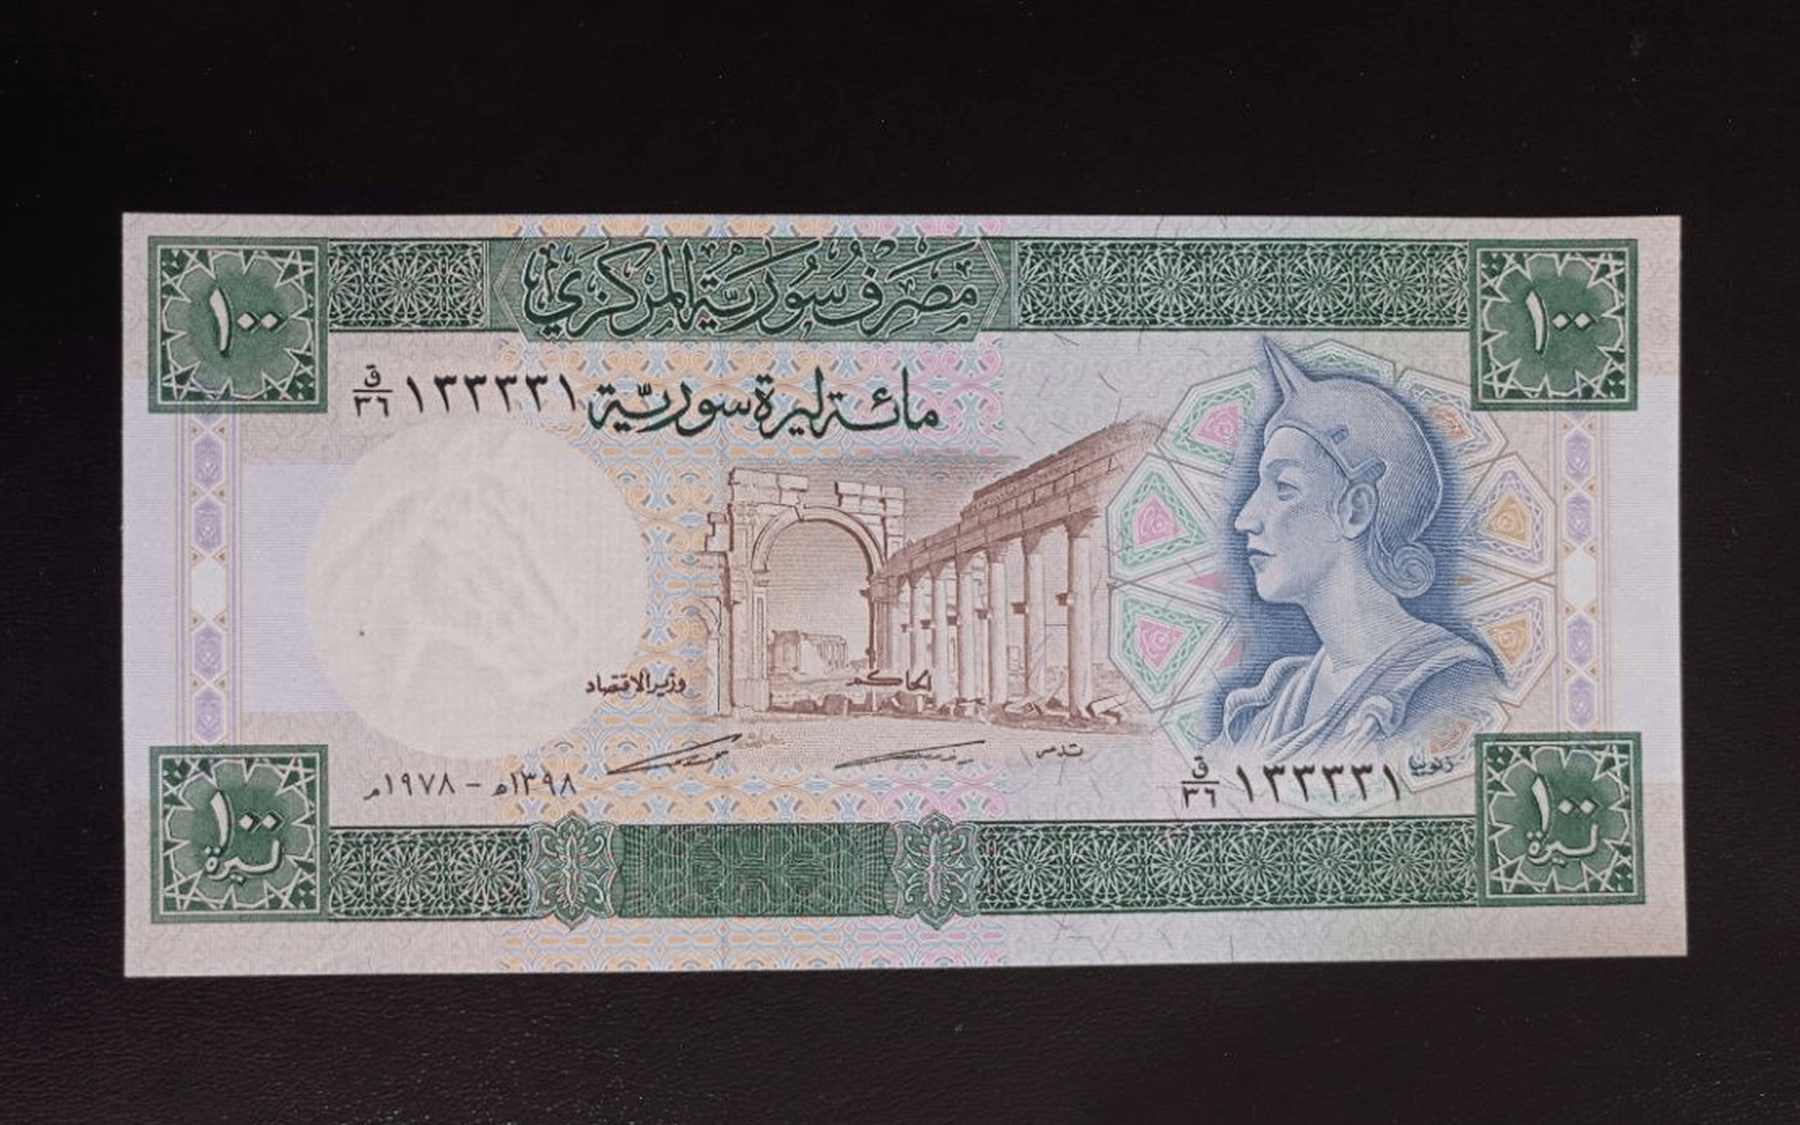 ١٠٠
مصرف سورية المركزي
١٠٠
ق/٣٦ ١٣٣٣٣١
مائة ليرة سورية
وزير الاقتصاد
الحاكم
تدمر
زنوبيا
١٣٩٨ه - ١٩٧٨م
ق/٣٦ ١٣٣٣٣١
١٠٠ ليرة
١٠٠ ليرة